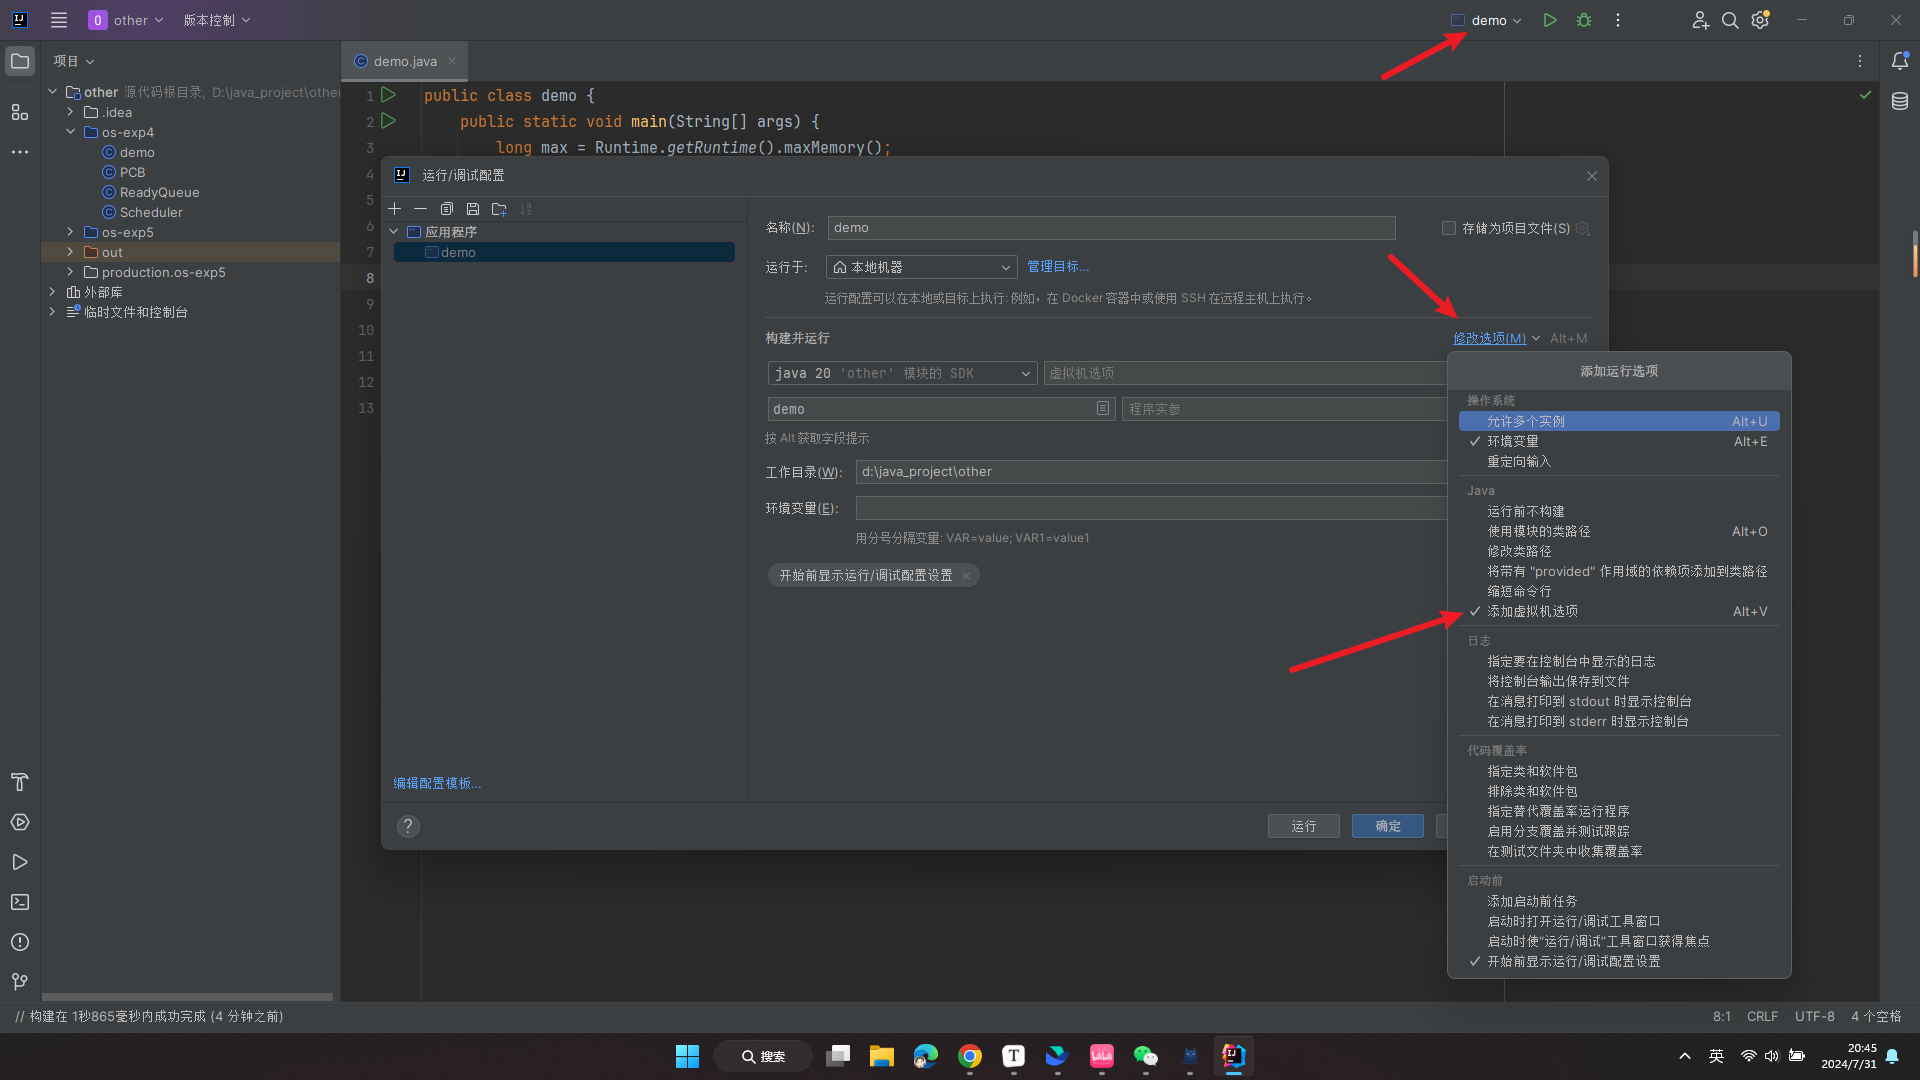 other
版本控制
demo
项目
demo.java
other 源代码根目录, D:\java_project\other
.idea
os-exp4
demo
PCB
ReadyQueue
Scheduler
os-exp5
out
production.os-exp5
外部库
临时文件和控制台
1 public class demo {
2 public static void main(String[] args) {
3 long max = Runtime.getRuntime().maxMemory();
4
5
6
7
8
9
10
11
12
13
运行/调试配置
应用程序
demo
编辑配置模板...
名称(N): demo
存储为项目文件(S)
运行于: 本地机器 管理目标...
运行配置可以在本地或目标上执行: 例如，在 Docker 容器中或使用 SSH 在远程主机上执行。
构建并运行
修改选项(M) Alt+M
java 20 'other' 模块的 SDK
虚拟机选项
demo
程序实参
按 Alt 获取字段提示
工作目录(W): d:\java_project\other
环境变量(E):
用分号分隔变量: VAR=value; VAR1=value1
开始前显示运行/调试配置设置
运行
确定
添加运行选项
操作系统
允许多个实例 Alt+U
环境变量 Alt+E
重定向输入
Java
运行前不构建
使用模块的类路径 Alt+O
修改类路径
将带有 "provided" 作用域的依赖项添加到类路径
缩短命令行
添加虚拟机选项 Alt+V
日志
指定要在控制台中显示的日志
将控制台输出保存到文件
在消息打印到 stdout 时显示控制台
在消息打印到 stderr 时显示控制台
代码覆盖率
指定类和软件包
排除类和软件包
指定替代覆盖率运行程序
启用分支覆盖并测试跟踪
在测试文件夹中收集覆盖率
启动前
添加启动前任务
启动时打开运行/调试工具窗口
启动时使"运行/调试"工具窗口获得焦点
开始前显示运行/调试配置设置
// 构建在 1秒865毫秒内成功完成 (4 分钟之前)
8:1 CRLF UTF-8 4 个空格
搜索
英
20:45
2024/7/31